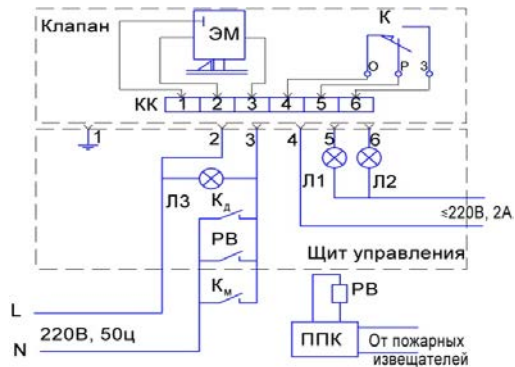 Клапан
ЭМ
К
О Р З
КК 1 2 3 4 5 6
1 2 3 4 5 6
Л3 Л1 Л2
Кд
≤220В, 2А
РВ
Щит управления
Км
L
РВ
220В, 50ц
ППК
От пожарных
извещателей
N